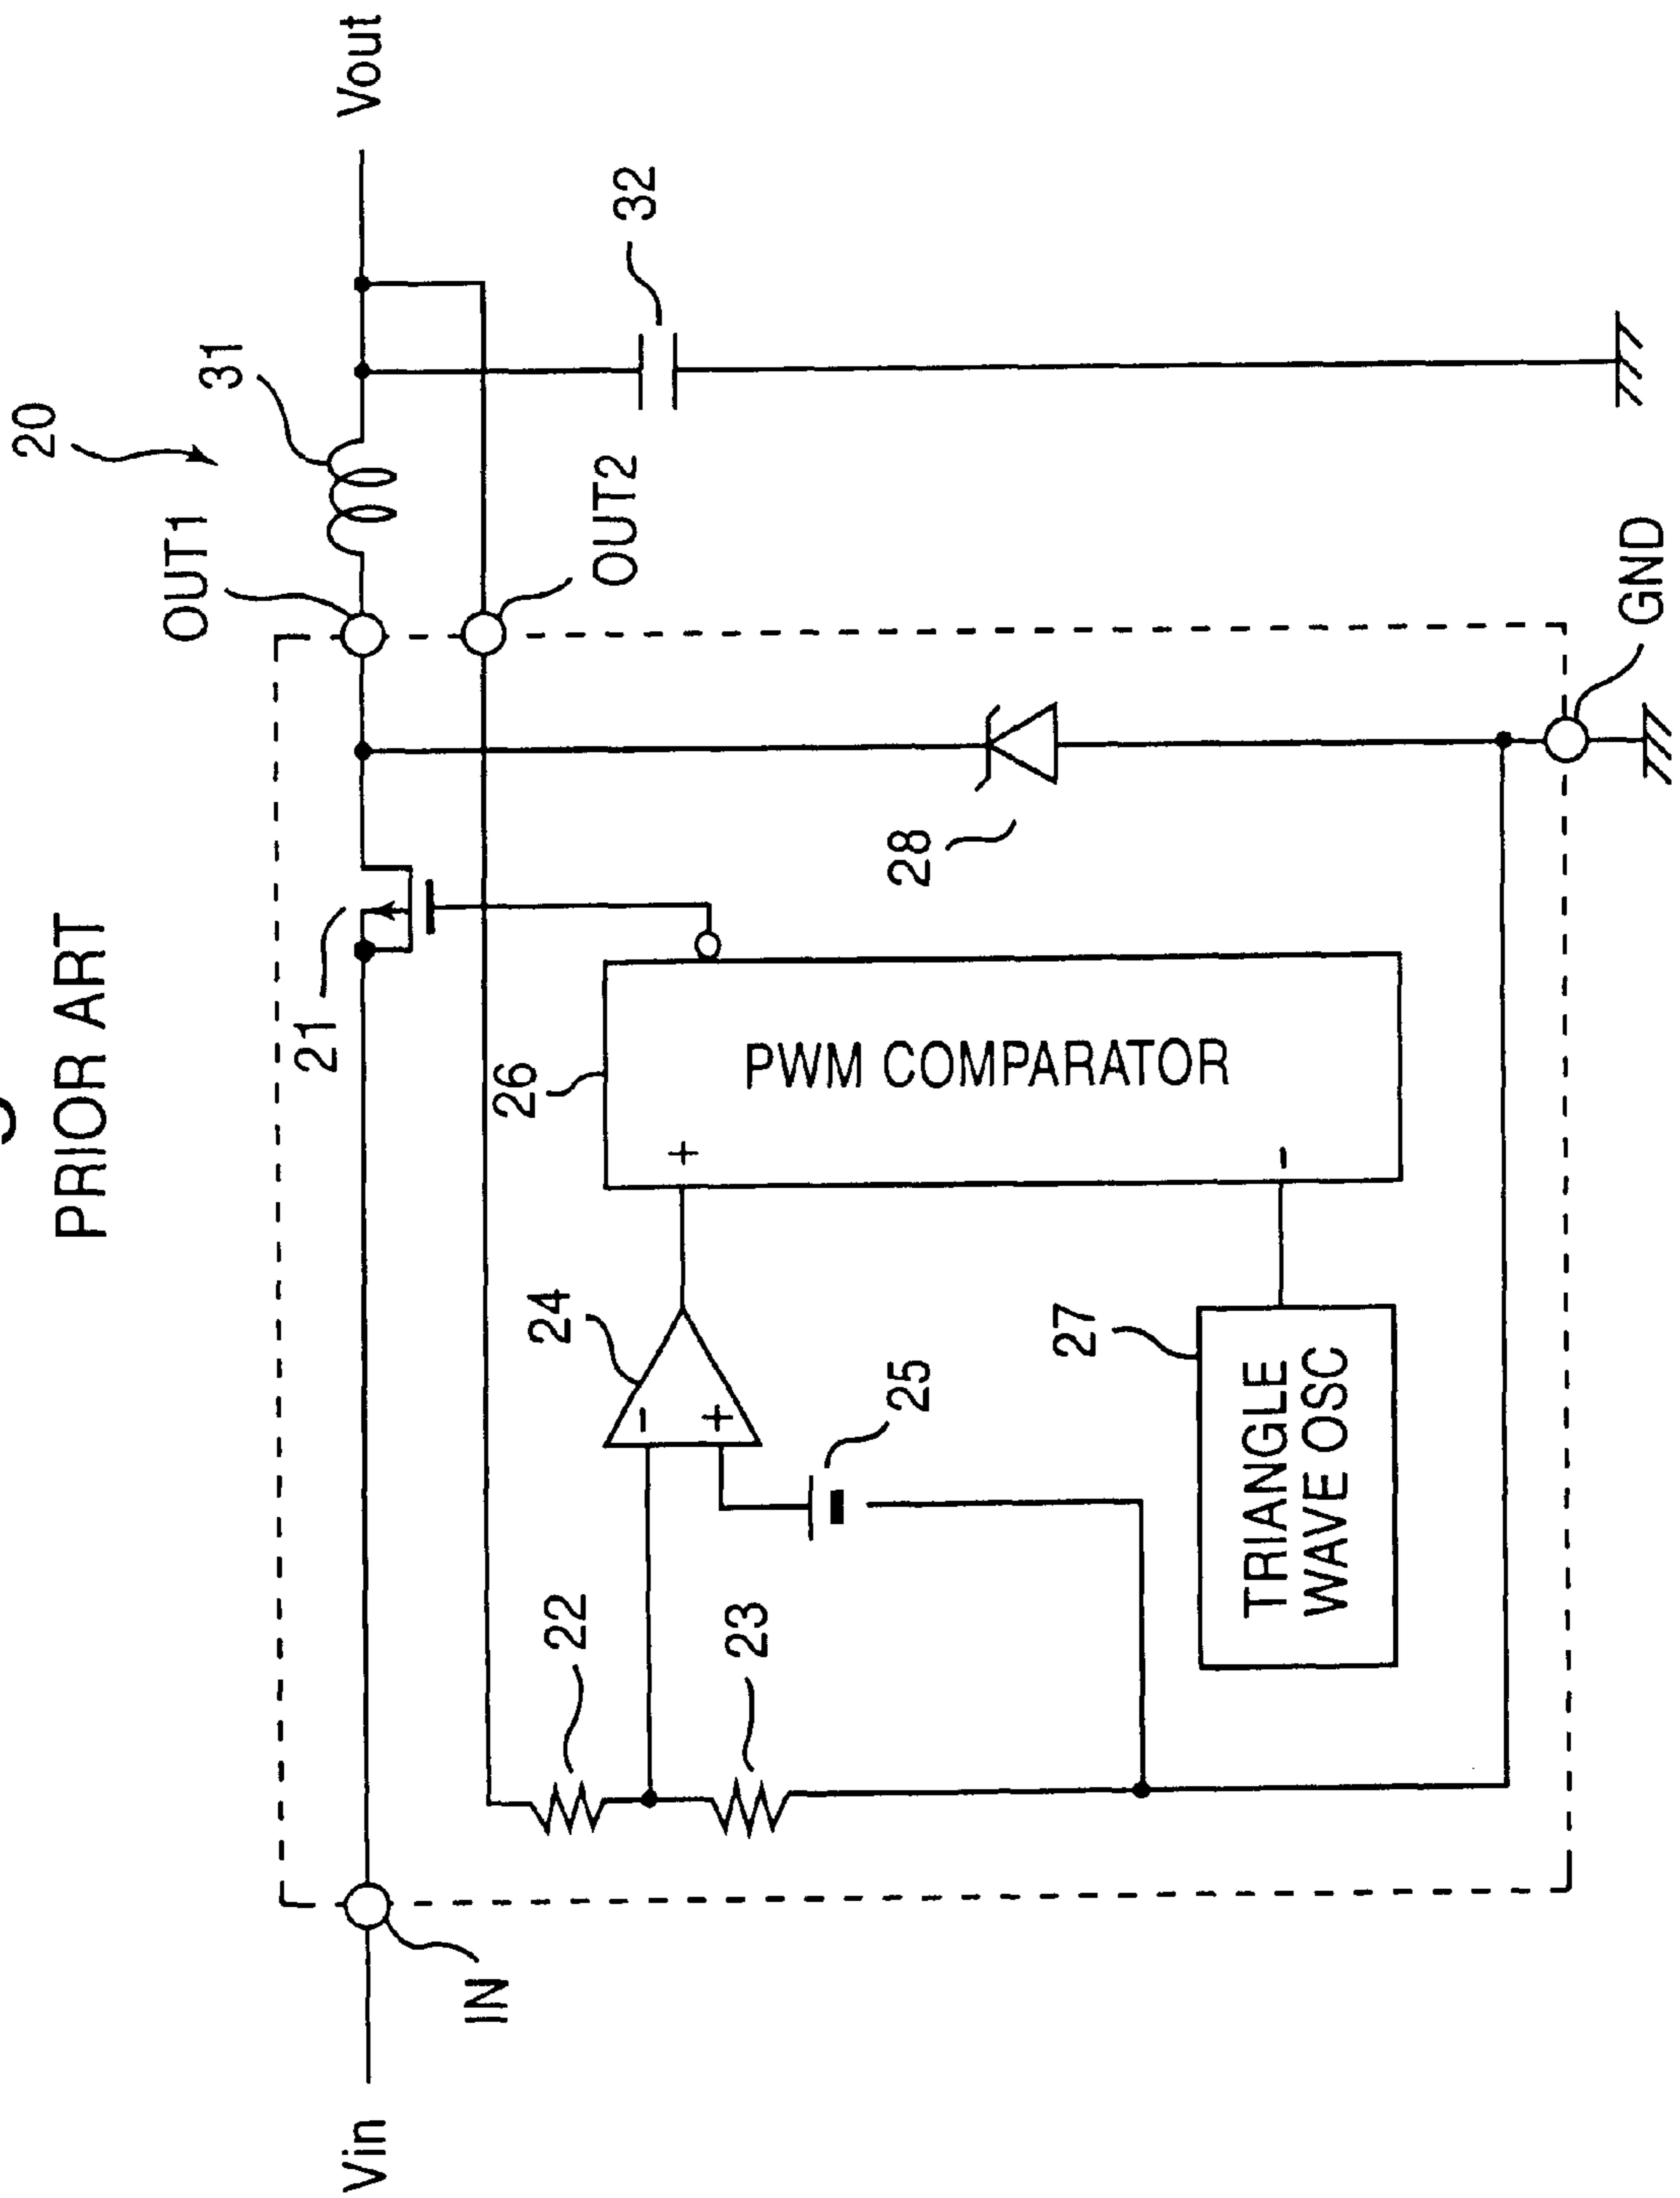 PRIOR ART
20
Vin
IN
21
OUT1
31
Vout
OUT2
32
22
23
24
25
26
PWM COMPARATOR
+
-
-
+
27
TRIANGLE
WAVE OSC
28
GND